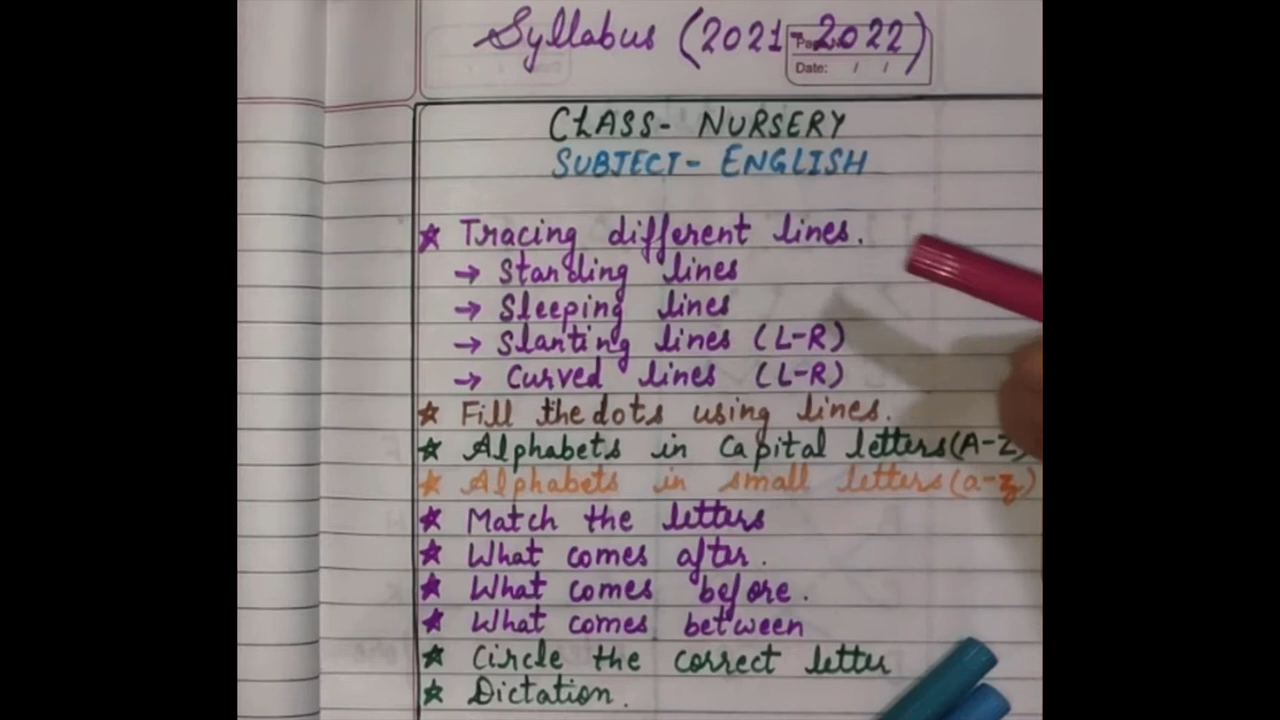 Syllabus (2021-2022)
Date: / /
CLASS- NURSERY
SUBJECT- ENGLISH
★ Tracing different lines.
→ Standing lines
→ Sleeping lines
→ Slanting lines (L-R)
→ Curved lines (L-R)
★ Fill the dots using lines.
★ Alphabets in Capital letters(A-Z)
★ Alphabets in small letters(a-z)
★ Match the letters
★ What comes after.
★ What comes before.
★ What comes between
★ Circle the correct letter
★ Dictation.